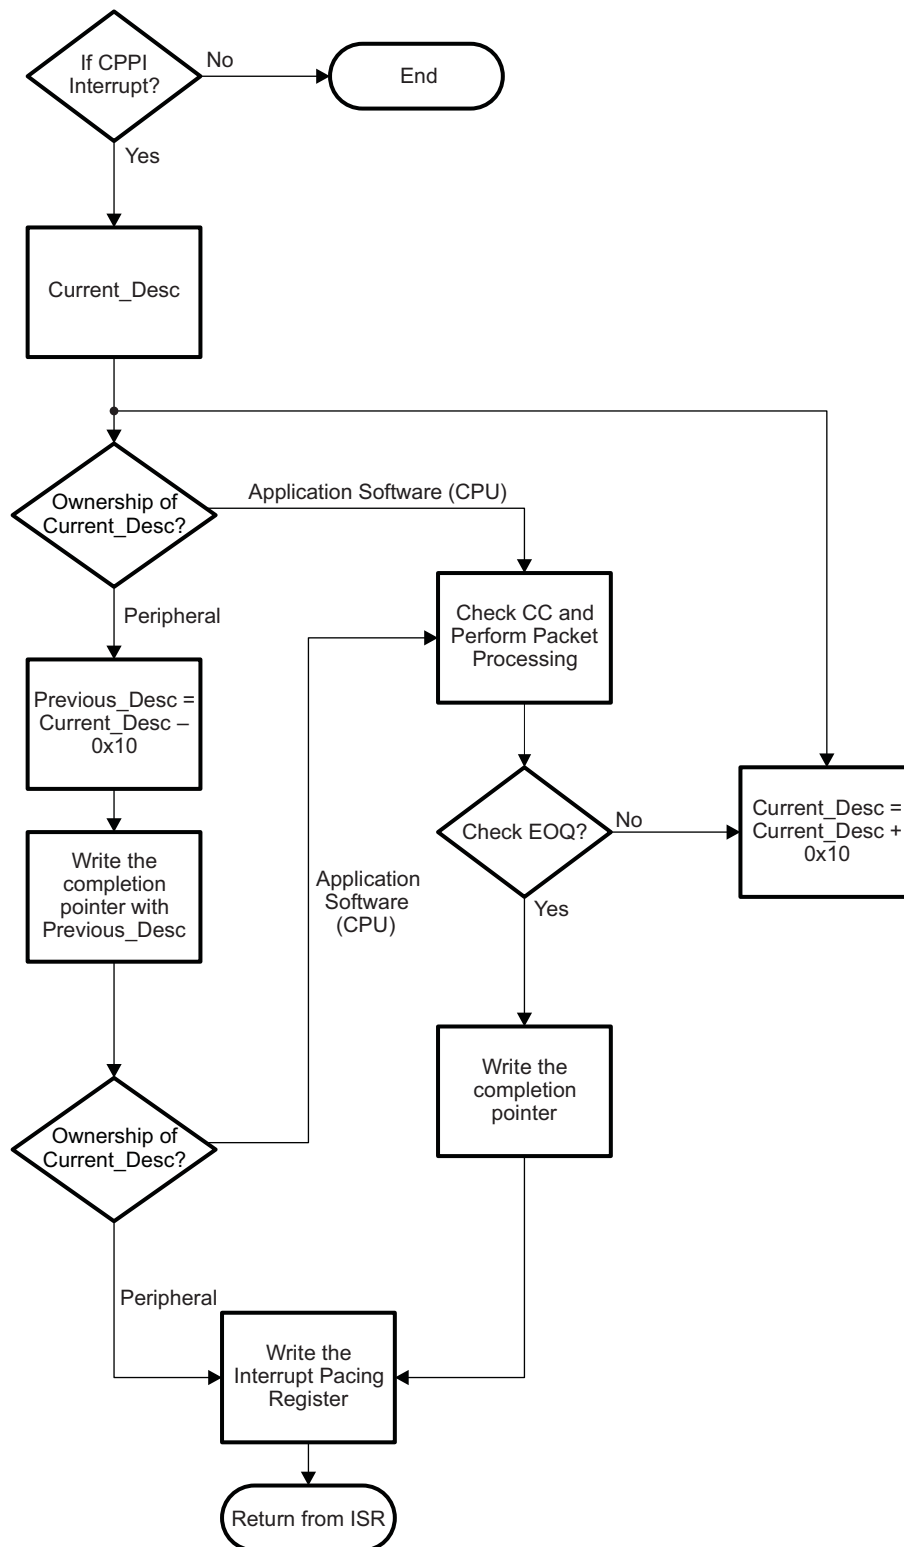 If CPPI
Interrupt?
No
End
Yes
Current_Desc
Ownership of
Current_Desc?
Application Software (CPU)
Peripheral
Check CC and
Perform Packet
Processing
Previous_Desc =
Current_Desc –
0x10
Check EOQ?
No
Current_Desc =
Current_Desc +
0x10
Write the
completion
pointer with
Previous_Desc
Application
Software
(CPU)
Yes
Write the
completion
pointer
Ownership of
Current_Desc?
Peripheral
Write the
Interrupt Pacing
Register
Return from ISR